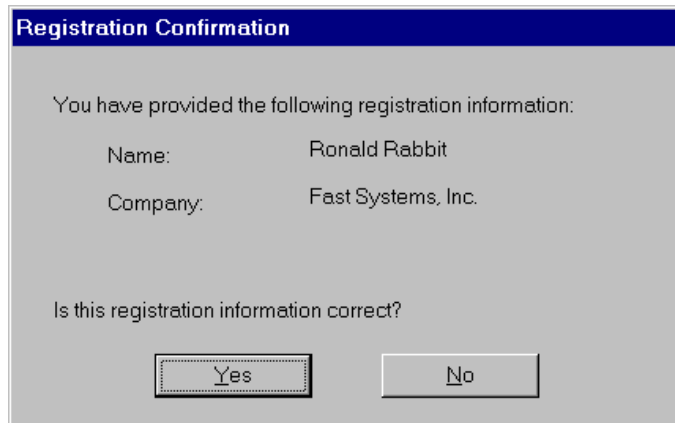 Registration Confirmation
You have provided the following registration information:
Name: Ronald Rabbit
Company: Fast Systems, Inc.
Is this registration information correct?
Yes No